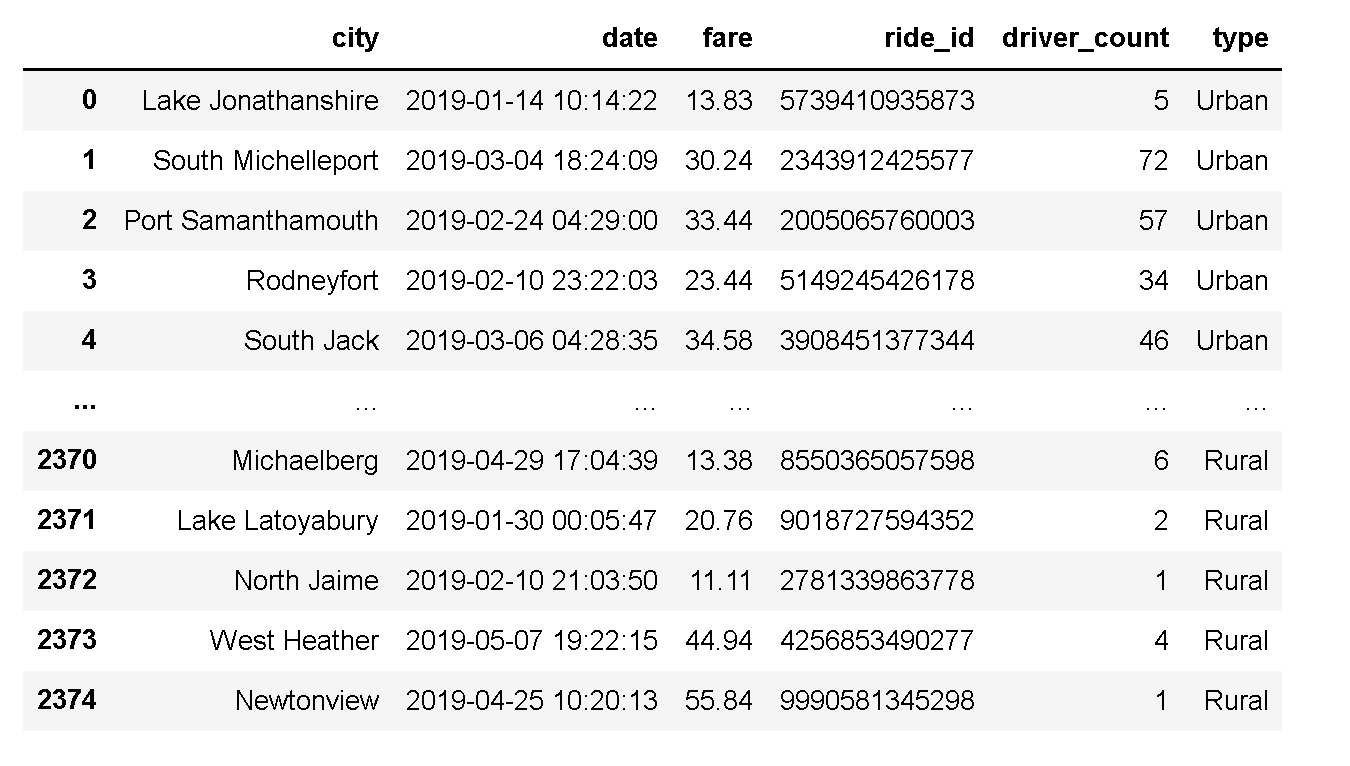 city date fare ride_id driver_count type
0 Lake Jonathanshire 2019-01-14 10:14:22 13.83 5739410935873 5 Urban
1 South Michelleport 2019-03-04 18:24:09 30.24 2343912425577 72 Urban
2 Port Samanthamouth 2019-02-24 04:29:00 33.44 2005065760003 57 Urban
3 Rodneyfort 2019-02-10 23:22:03 23.44 5149245426178 34 Urban
4 South Jack 2019-03-06 04:28:35 34.58 3908451377344 46 Urban
... ... ... ... ... ... ...
2370 Michaelberg 2019-04-29 17:04:39 13.38 8550365057598 6 Rural
2371 Lake Latoyabury 2019-01-30 00:05:47 20.76 9018727594352 2 Rural
2372 North Jaime 2019-02-10 21:03:50 11.11 2781339863778 1 Rural
2373 West Heather 2019-05-07 19:22:15 44.94 4256853490277 4 Rural
2374 Newtonview 2019-04-25 10:20:13 55.84 9990581345298 1 Rural